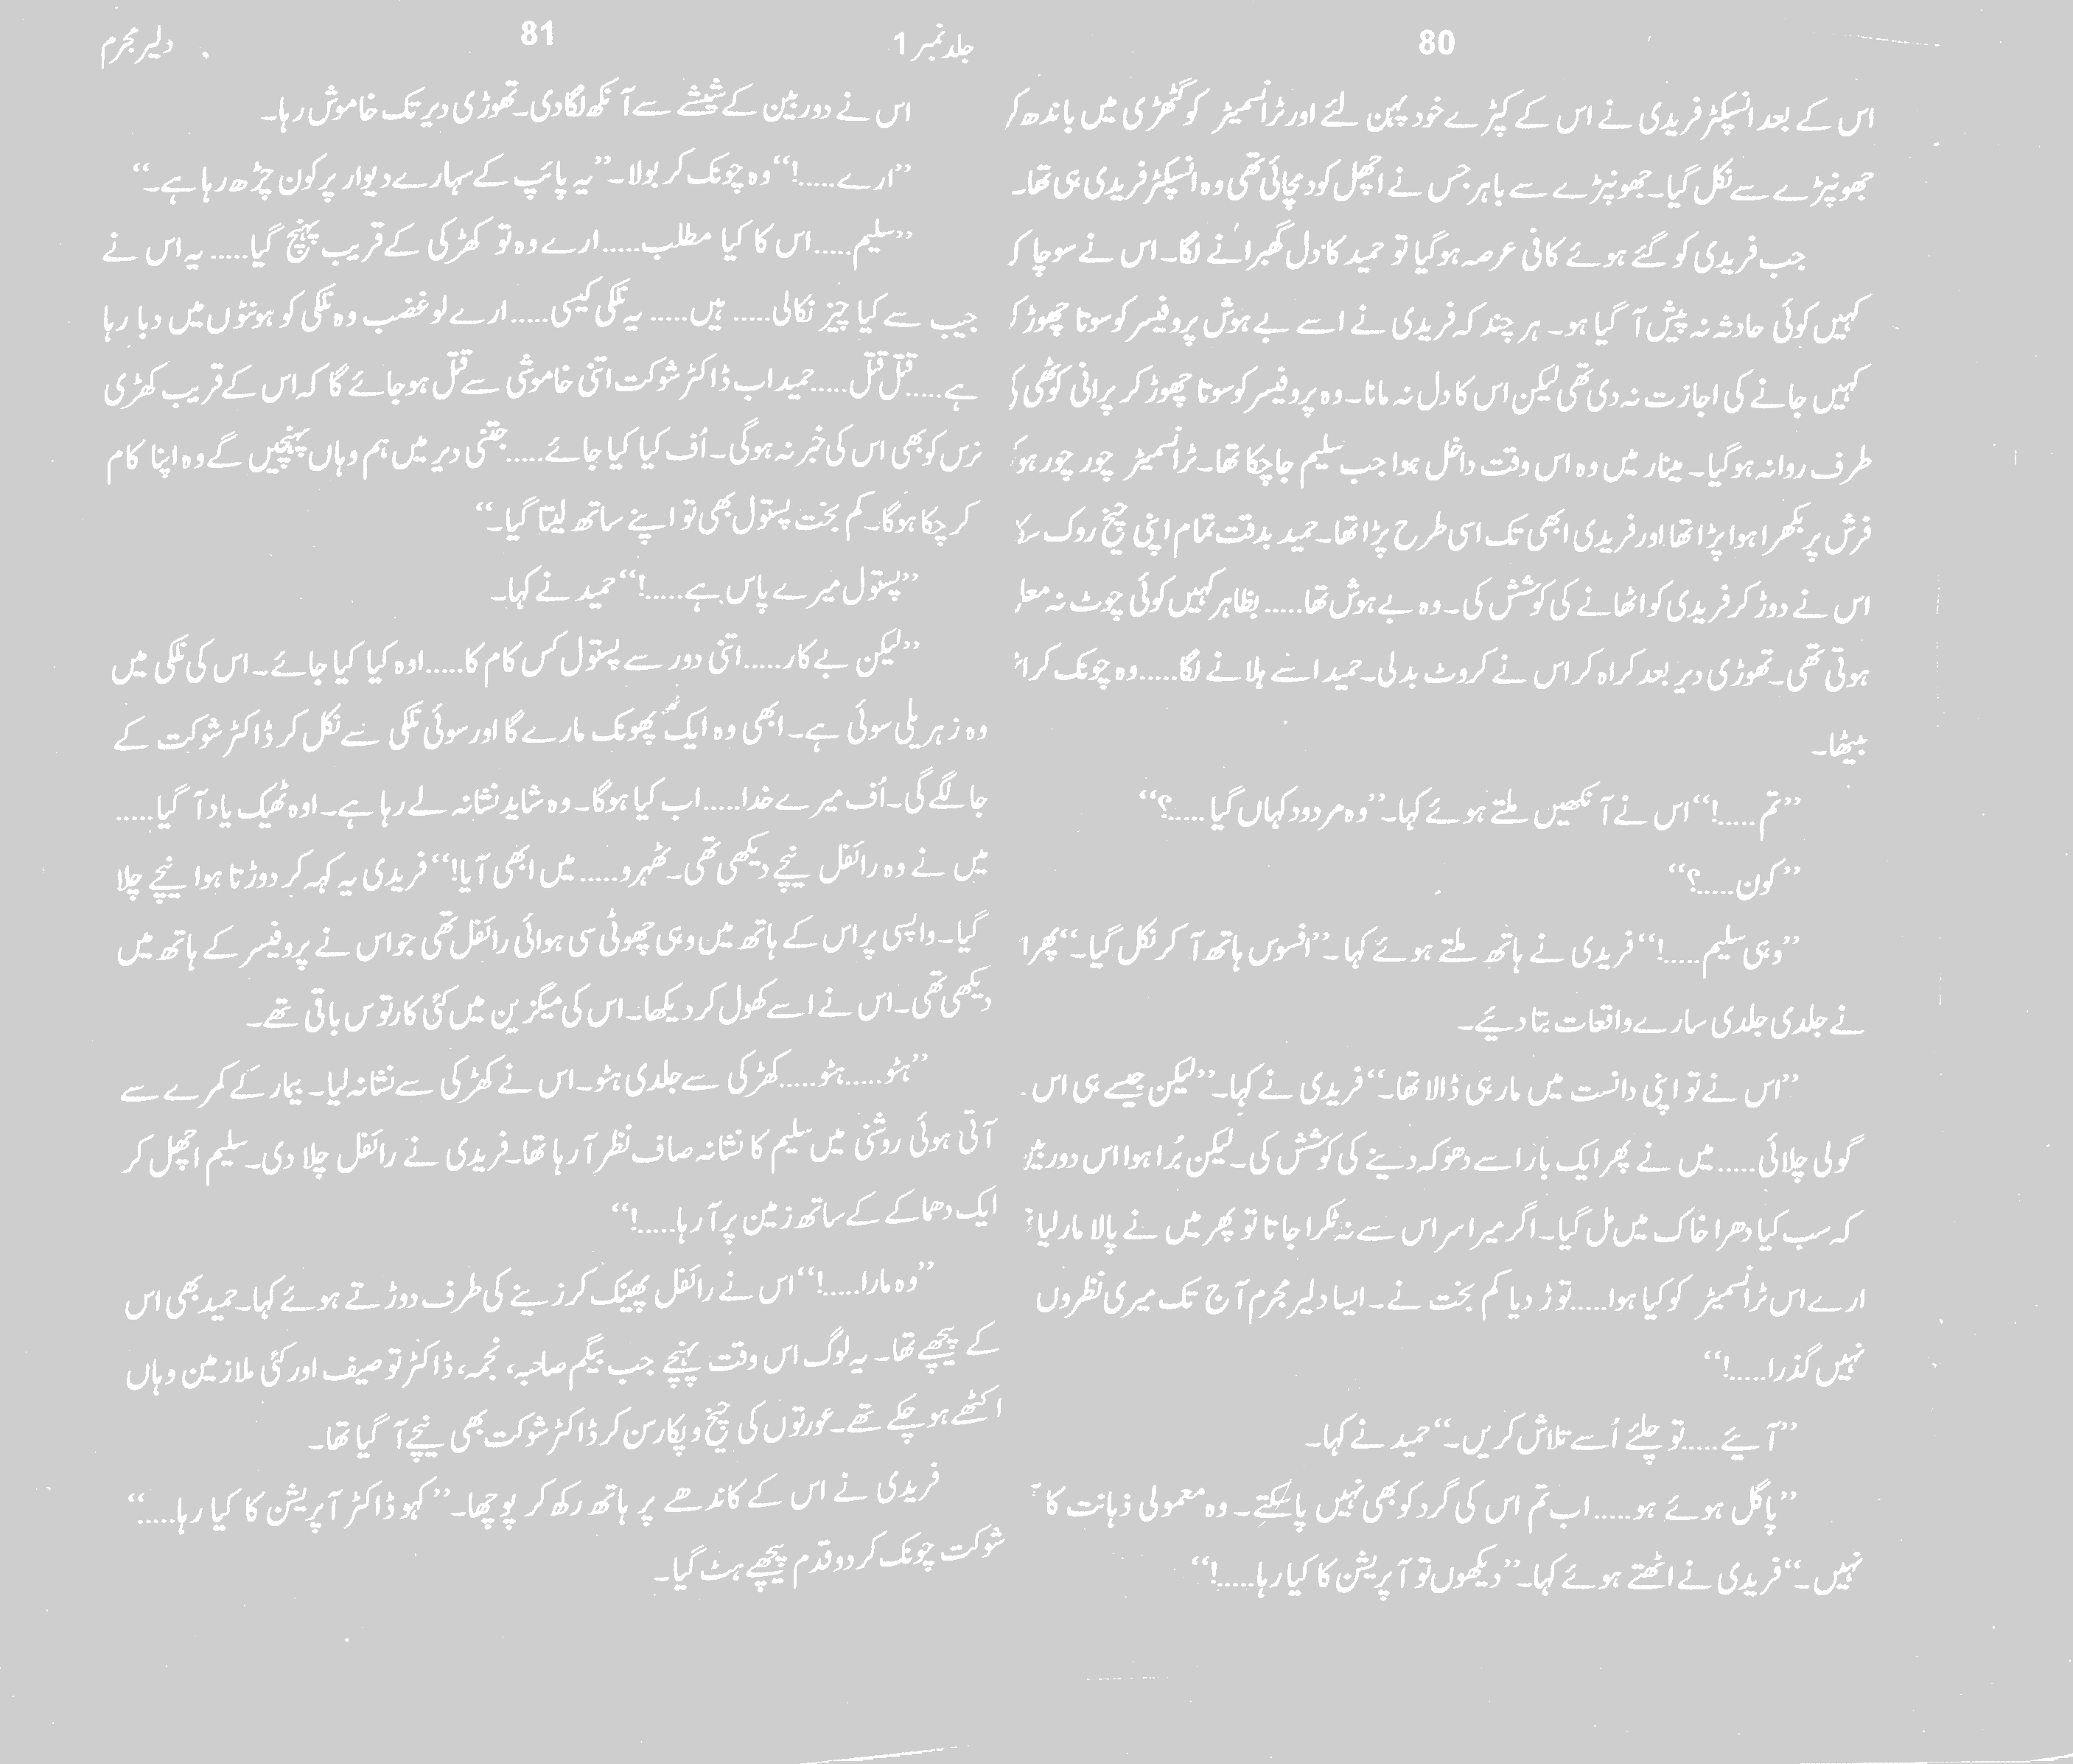 80
اس کے بعد انسپکٹر فریدی نے اس کے کپڑے خود پہن لئے اور ٹرانسمیٹر کو گٹھڑی میں باندھ کر
جھونپڑے سے نکل گیا۔ جھونپڑے سے باہر جس نے اچھل کود مچائی تھی وہ انسپکٹر فریدی ہی تھا۔
جب فریدی کو گئے ہوئے کافی عرصہ ہوگیا تو حمید کا دل گھبرانے لگا۔ اس نے سوچا کہ
کہیں کوئی حادثہ نہ پیش آ گیا ہو۔ ہر چند کہ فریدی نے اسے بے ہوش پروفیسر کو سوتا چھوڑ کر
کہیں جانے کی اجازت نہ دی تھی لیکن اس کا دل نہ مانا۔ وہ پروفیسر کو سوتا چھوڑ کر پرانی کوٹھی کی
طرف روانہ ہوگیا۔ مینار میں وہ اس وقت داخل ہوا جب سلیم جاچکا تھا۔ ٹرانسمیٹر چور چور ہو کر
فرش پر بکھرا ہوا پڑا تھا اور فریدی ابھی تک اسی طرح پڑا تھا۔ حمید بدقت تمام اپنی چیخ روک سکا
اس نے دوڑ کر فریدی کو اٹھانے کی کوشش کی۔ وہ بے ہوش تھا..... بظاہر کہیں کوئی چوٹ نہ
ہوتی تھی۔ تھوڑی دیر بعد کراہ کر اس نے کروٹ بدلی۔ حمید اسے ہلانے لگا......وہ چونک کر
بیٹھا۔
”تم.....!“ اس نے آنکھیں ملتے ہوئے کہا۔ ”وہ مردود کہاں گیا.....؟“
”کون.....؟“
”وہی سلیم.....!“ فریدی نے ہاتھ ملتے ہوئے کہا۔ ”افسوس ہاتھ آ کر نکل گیا۔“ پھر
نے جلدی جلدی سارے واقعات بتا دیئے۔
”اس نے تو اپنی دانست میں مار ہی ڈالا تھا۔“ فریدی نے کہا۔ ”لیکن جیسے ہی اس
گولی چلائی..... میں نے پھر ایک بار اسے دھوکہ دینے کی کوشش کی۔ لیکن بُرا ہوا اس دوربین
کہ سب کیا دھرا خاک میں مل گیا۔ اگر میرا سر اس سے نہ ٹکرا جاتا تو پھر میں نے پالا مار لیا
ارے اس ٹرانسمیٹر کو کیا ہوا......توڑ دیا کم بخت نے۔ ایسا دلیر مجرم آج تک میری نظروں
نہیں گذرا.....!“
”آیئے.....تو چلئے اُسے تلاش کریں۔“ حمید نے کہا۔
”پاگل ہوئے ہو..... اب تم اس کی گرد کو بھی نہیں پاسکتے۔ وہ معمولی ذہانت کا
نہیں۔“ فریدی نے اٹھتے ہوئے کہا۔ ”دیکھوں تو آپریشن کا کیا رہا.....!“
جلد نمبر 1
81
دلیر مجرم
اس نے دوربین کے شیشے سے آنکھ لگا دی۔ تھوڑی دیر تک خاموش رہا۔
”ارے.....!“ وہ چونک کر بولا۔ ”یہ پائپ کے سہارے دیوار پر کون چڑھ رہا ہے۔“
”سلیم.....اس کا کیا مطلب.....ارے وہ تو کھڑکی کے قریب پہنچ گیا..... یہ اس نے
جیب سے کیا چیز نکالی..... ہیں..... یہ نلکی کیسی..... ارے لو غضب وہ نلکی کو ہونٹوں میں دبا رہا
ہے.....قتل قتل.....حمید اب ڈاکٹر شوکت اتنی خاموشی سے قتل ہوجائے گا کہ اس کے قریب کھڑی
نرس کو بھی اس کی خبر نہ ہوگی۔ اُف کیا کیا جائے.....جتنی دیر میں ہم وہاں پہنچیں گے وہ اپنا کام
کر چکا ہوگا۔ کم بخت پستول بھی تو اپنے ساتھ لیتا گیا۔“
”پستول میرے پاس ہے.....!“ حمید نے کہا۔
”لیکن بے کار.....اتنی دور سے پستول کس کام کا.....اوہ کیا کیا جائے۔ اس کی نلکی میں
وہ زہریلی سوئی ہے۔ ابھی وہ ایک پھونک مارے گا اور سوئی نلکی سے نکل کر ڈاکٹر شوکت کے
جا لگے گی۔ اُف میرے خدا.....اب کیا ہوگا۔ وہ شاید نشانہ لے رہا ہے۔ اوہ ٹھیک یاد آ گیا.....
میں نے وہ رائفل نیچے دیکھی تھی۔ ٹھہرو..... میں ابھی آیا!“ فریدی یہ کہہ کر دوڑتا ہوا نیچے چلا
گیا۔ واپسی پر اس کے ہاتھ میں وہی چھوٹی سی ہوائی رائفل تھی جو اس نے پروفیسر کے ہاتھ میں
دیکھی تھی۔ اس نے اسے کھول کر دیکھا۔ اس کی میگزین میں کئی کارتوس باقی تھے۔
”ہٹو.....ہٹو.....کھڑکی سے جلدی ہٹو۔ اس نے کھڑکی سے نشانہ لیا۔ بیمار کے کمرے سے
آتی ہوئی روشنی میں سلیم کا نشانہ صاف نظر آ رہا تھا۔ فریدی نے رائفل چلا دی۔ سلیم اچھل کر
ایک دھماکے کے ساتھ زمین پر آ رہا.....!“
”وہ مارا.....!“ اس نے رائفل پھینک کر زینے کی طرف دوڑتے ہوئے کہا۔ حمید بھی اس
کے پیچھے تھا۔ یہ لوگ اس وقت پہنچے جب بیگم صاحبہ، نجمہ، ڈاکٹر توصیف اور کئی ملازمین وہاں
اکٹھے ہو چکے تھے۔ عورتوں کی چیخ و پکار سن کر ڈاکٹر شوکت بھی نیچے آ گیا تھا۔
فریدی نے اس کے کاندھے پر ہاتھ رکھ کر پوچھا۔ ”کہو ڈاکٹر آپریشن کا کیا رہا.....“
شوکت چونک کر دو قدم پیچھے ہٹ گیا۔